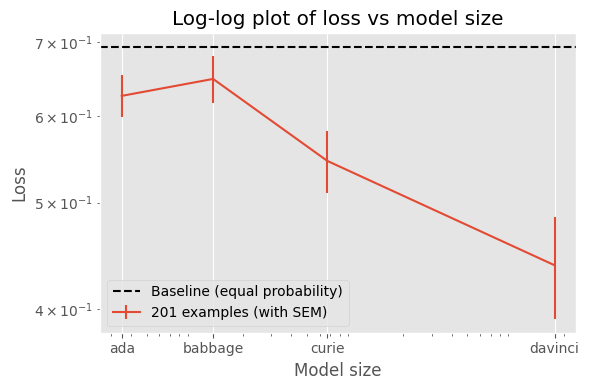 Log-log plot of loss vs model size
7 × 10⁻¹
6 × 10⁻¹
5 × 10⁻¹
4 × 10⁻¹
Loss
Baseline (equal probability)
201 examples (with SEM)
ada babbage curie davinci
Model size